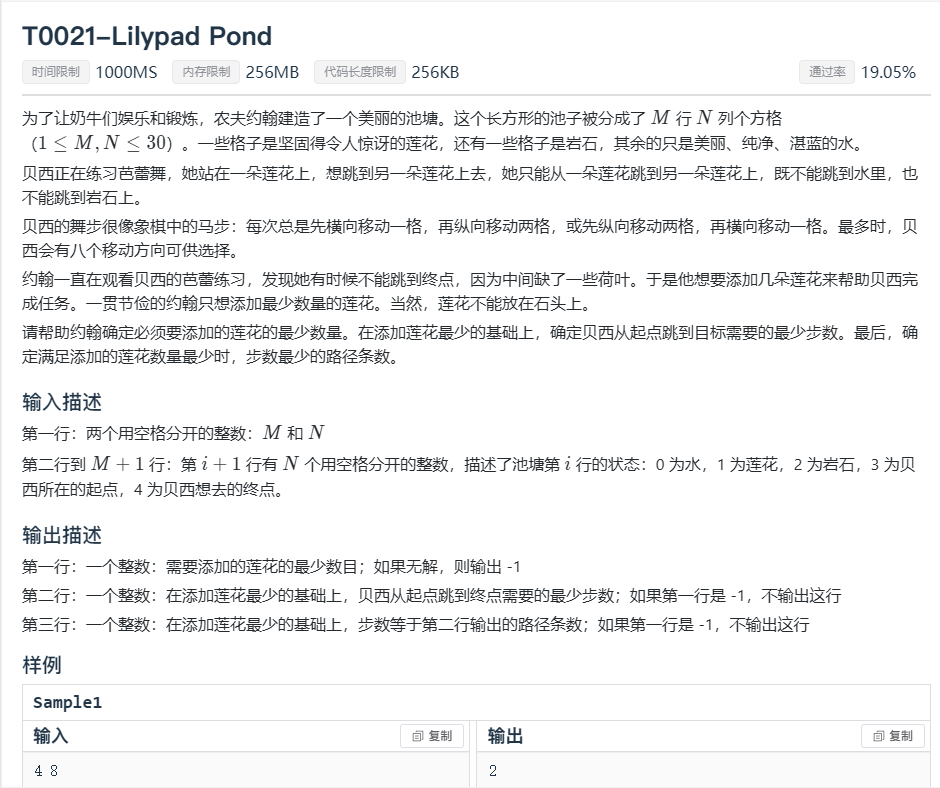 T0021–Lilypad Pond
时间限制 1000MS 内存限制 256MB 代码长度限制 256KB 通过率 19.05%
为了让奶牛们娱乐和锻炼，农夫约翰建造了一个美丽的池塘。这个长方形的池子被分成了 M 行 N 列个方格
（1 ≤ M, N ≤ 30）。一些格子是坚固得令人惊讶的莲花，还有一些格子是岩石，其余的只是美丽、纯净、湛蓝的水。
贝西正在练习芭蕾舞，她站在一朵莲花上，想跳到另一朵莲花上去，她只能从一朵莲花跳到另一朵莲花上，既不能跳到水里，也
不能跳到岩石上。
贝西的舞步很像象棋中的马步：每次总是先横向移动一格，再纵向移动两格，或先纵向移动两格，再横向移动一格。最多时，贝
西会有八个移动方向可供选择。
约翰一直在观看贝西的芭蕾练习，发现她有时候不能跳到终点，因为中间缺了一些荷叶。于是他想要添加几朵莲花来帮助贝西完
成任务。一贯节俭的约翰只想添加最少数量的莲花。当然，莲花不能放在石头上。
请帮助约翰确定必须要添加的莲花的最少数量。在添加莲花最少的基础上，确定贝西从起点跳到目标需要的最少步数。最后，确
定满足添加的莲花数量最少时，步数最少的路径条数。
输入描述
第一行：两个用空格分开的整数：M 和 N
第二行到 M + 1 行：第 i + 1 行有 N 个用空格分开的整数，描述了池塘第 i 行的状态：0 为水，1 为莲花，2 为岩石，3 为贝
西所在的起点，4 为贝西想去的终点。
输出描述
第一行：一个整数：需要添加的莲花的最少数目；如果无解，则输出 -1
第二行：一个整数：在添加莲花最少的基础上，贝西从起点跳到终点需要的最少步数；如果第一行是 -1，不输出这行
第三行：一个整数：在添加莲花最少的基础上，步数等于第二行输出的路径条数；如果第一行是 -1，不输出这行
样例
Sample1
输入 复制 输出 复制
4 8 2